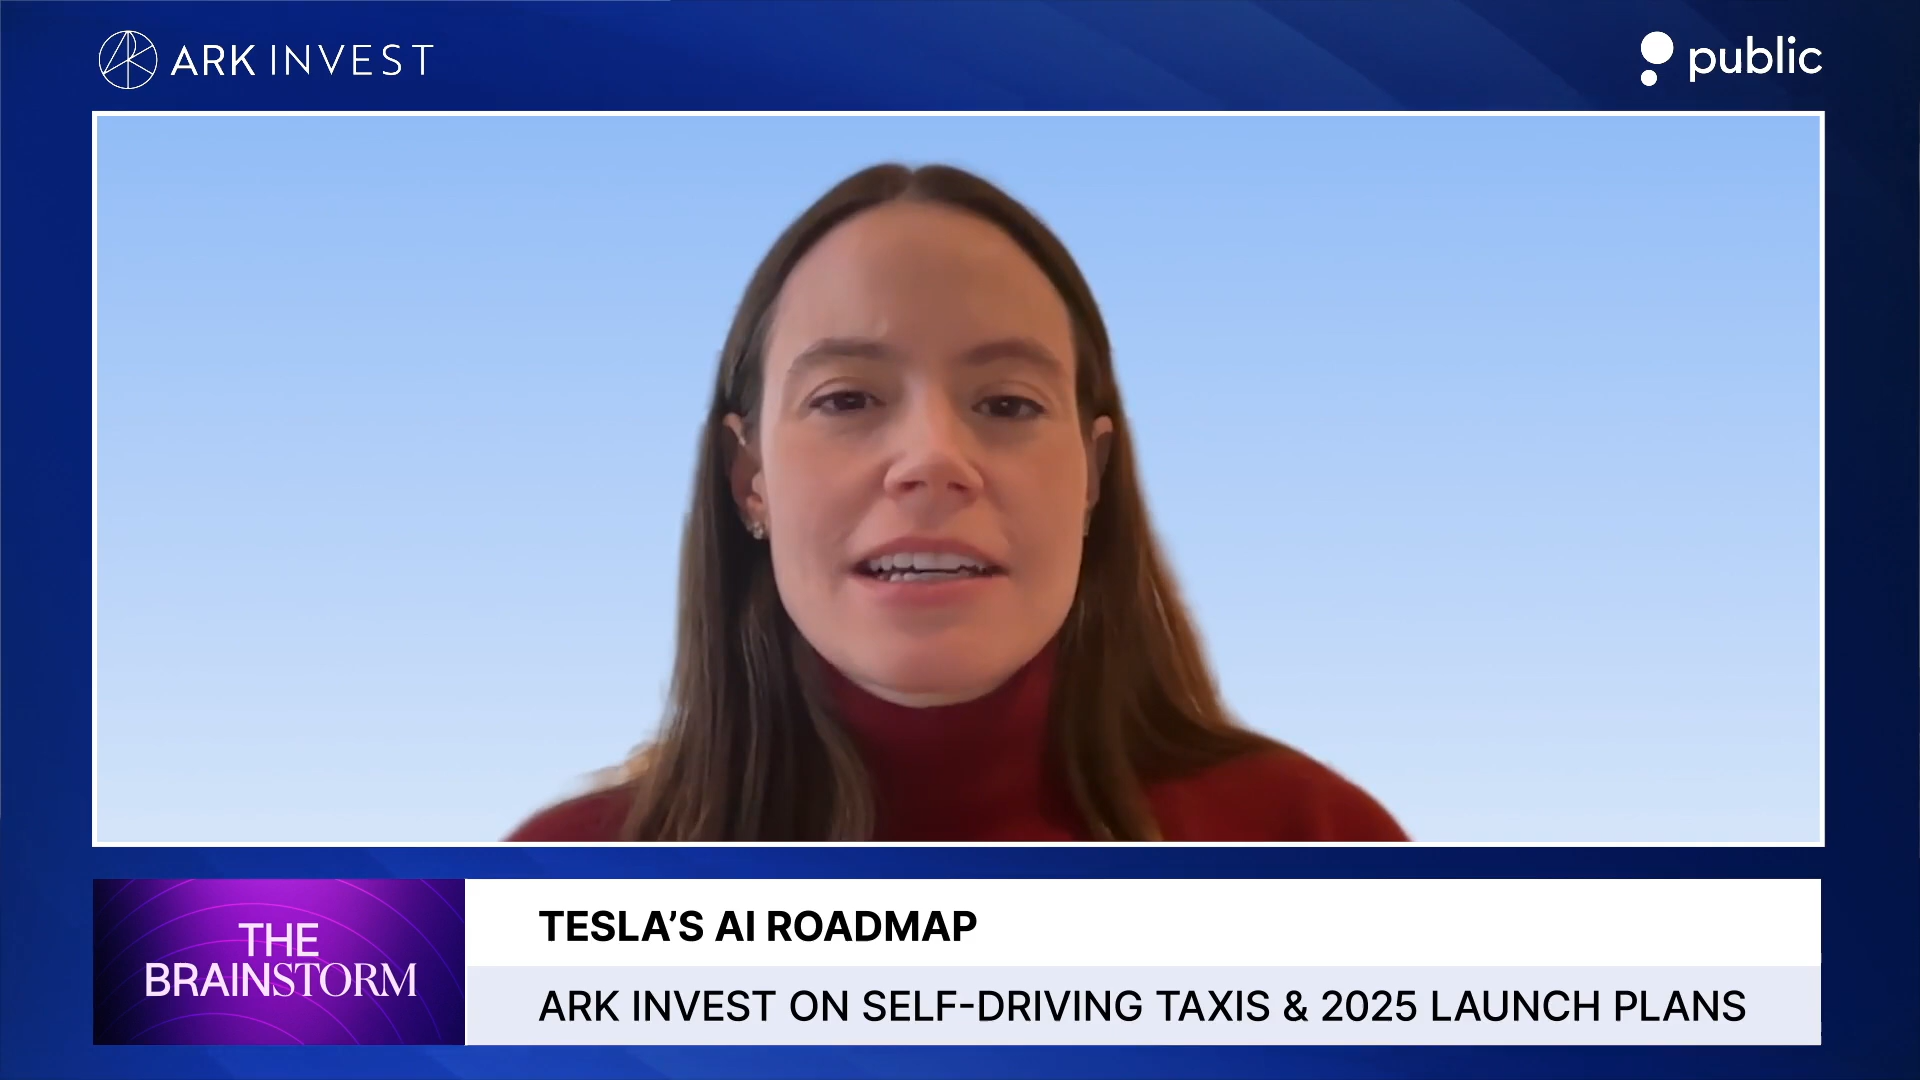 ARK INVEST
public
THE
BRAINSTORM
TESLA’S AI ROADMAP
ARK INVEST ON SELF-DRIVING TAXIS & 2025 LAUNCH PLANS